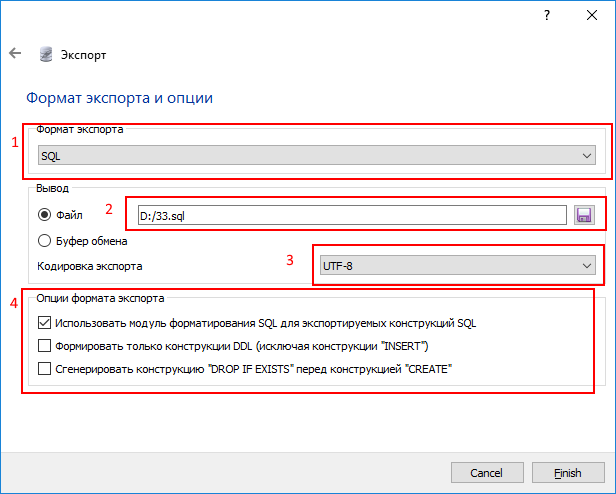 ?
Экспорт
Формат экспорта и опции
Формат экспорта
1
SQL
Вывод
Файл
2
D:/33.sql
Буфер обмена
Кодировка экспорта
3
UTF-8
4
Опции формата экспорта
Использовать модуль форматирования SQL для экспортируемых конструкций SQL
Формировать только конструкции DDL (исключая конструкции "INSERT")
Сгенерировать конструкцию "DROP IF EXISTS" перед конструкцией "CREATE"
Cancel
Finish